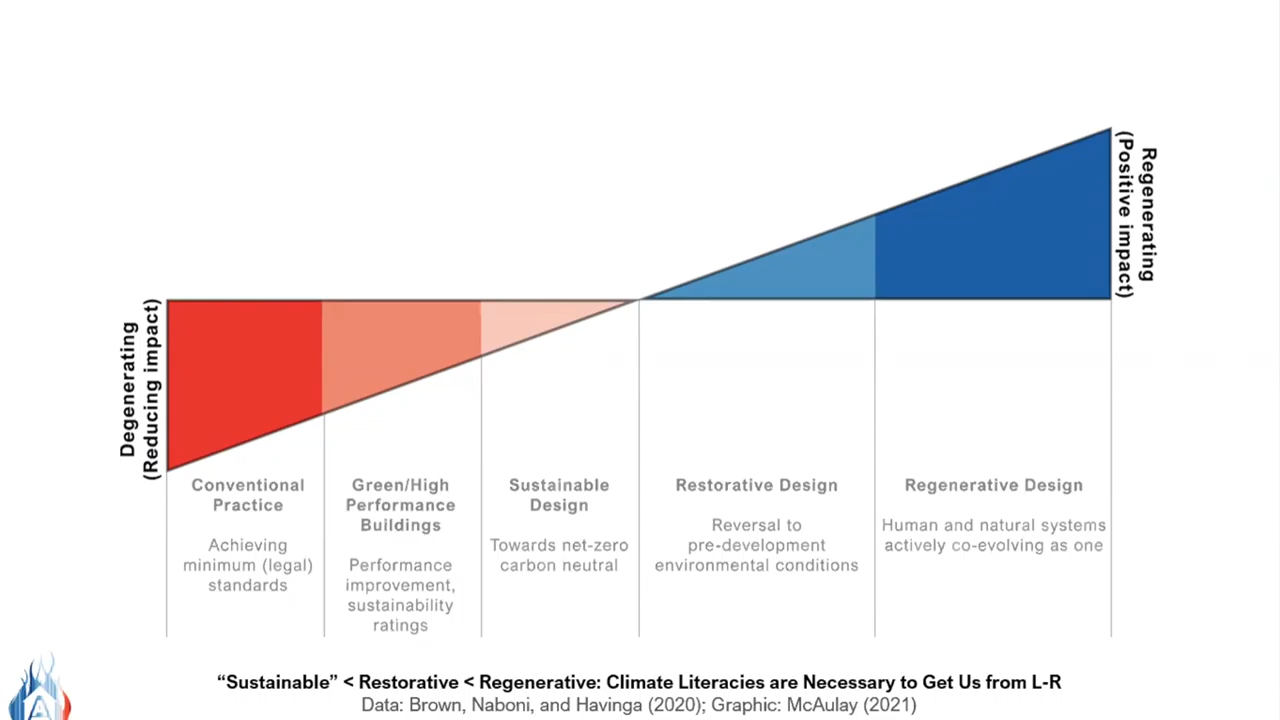 Regenerating
(Positive impact)
Degenerating
(Reducing impact)
Conventional
Practice
Achieving
minimum (legal)
standards
Green/High
Performance
Buildings
Performance
improvement,
sustainability
ratings
Sustainable
Design
Towards net-zero
carbon neutral
Restorative Design
Reversal to
pre-development
environmental conditions
Regenerative Design
Human and natural systems
actively co-evolving as one
“Sustainable” < Restorative < Regenerative: Climate Literacies are Necessary to Get Us from L-R
Data: Brown, Naboni, and Havinga (2020); Graphic: McAulay (2021)
A